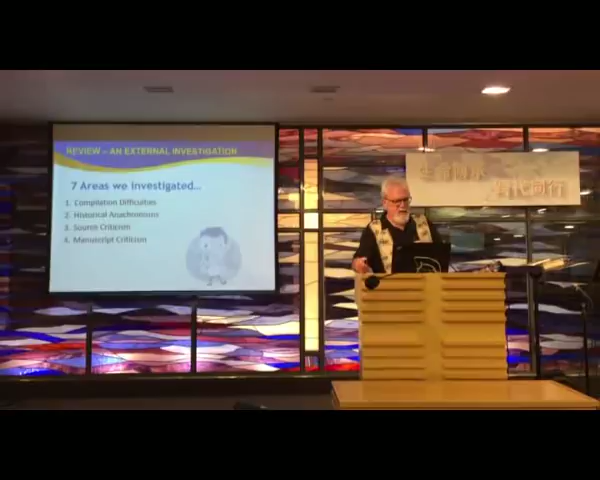 REVIEW – AN EXTERNAL INVESTIGATION
7 Areas we investigated...
1. Compilation Difficulties
2. Historical Anachronisms
3. Source Criticism
4. Manuscript Criticism